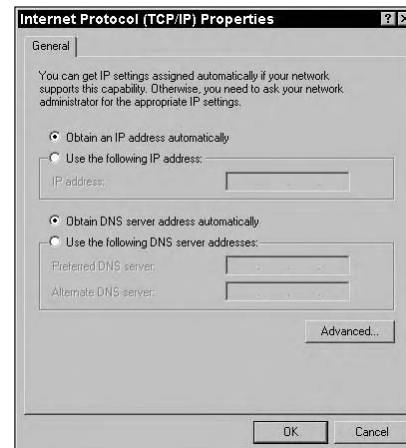 Internet Protocol (TCP/IP) Properties
General
You can get IP settings assigned automatically if your network
supports this capability. Otherwise, you need to ask your network
administrator for the appropriate IP settings.
Obtain an IP address automatically
Use the following IP address:
IP address:
Obtain DNS server address automatically
Use the following DNS server addresses:
Preferred DNS server:
Alternate DNS server:
Advanced...
OK
Cancel